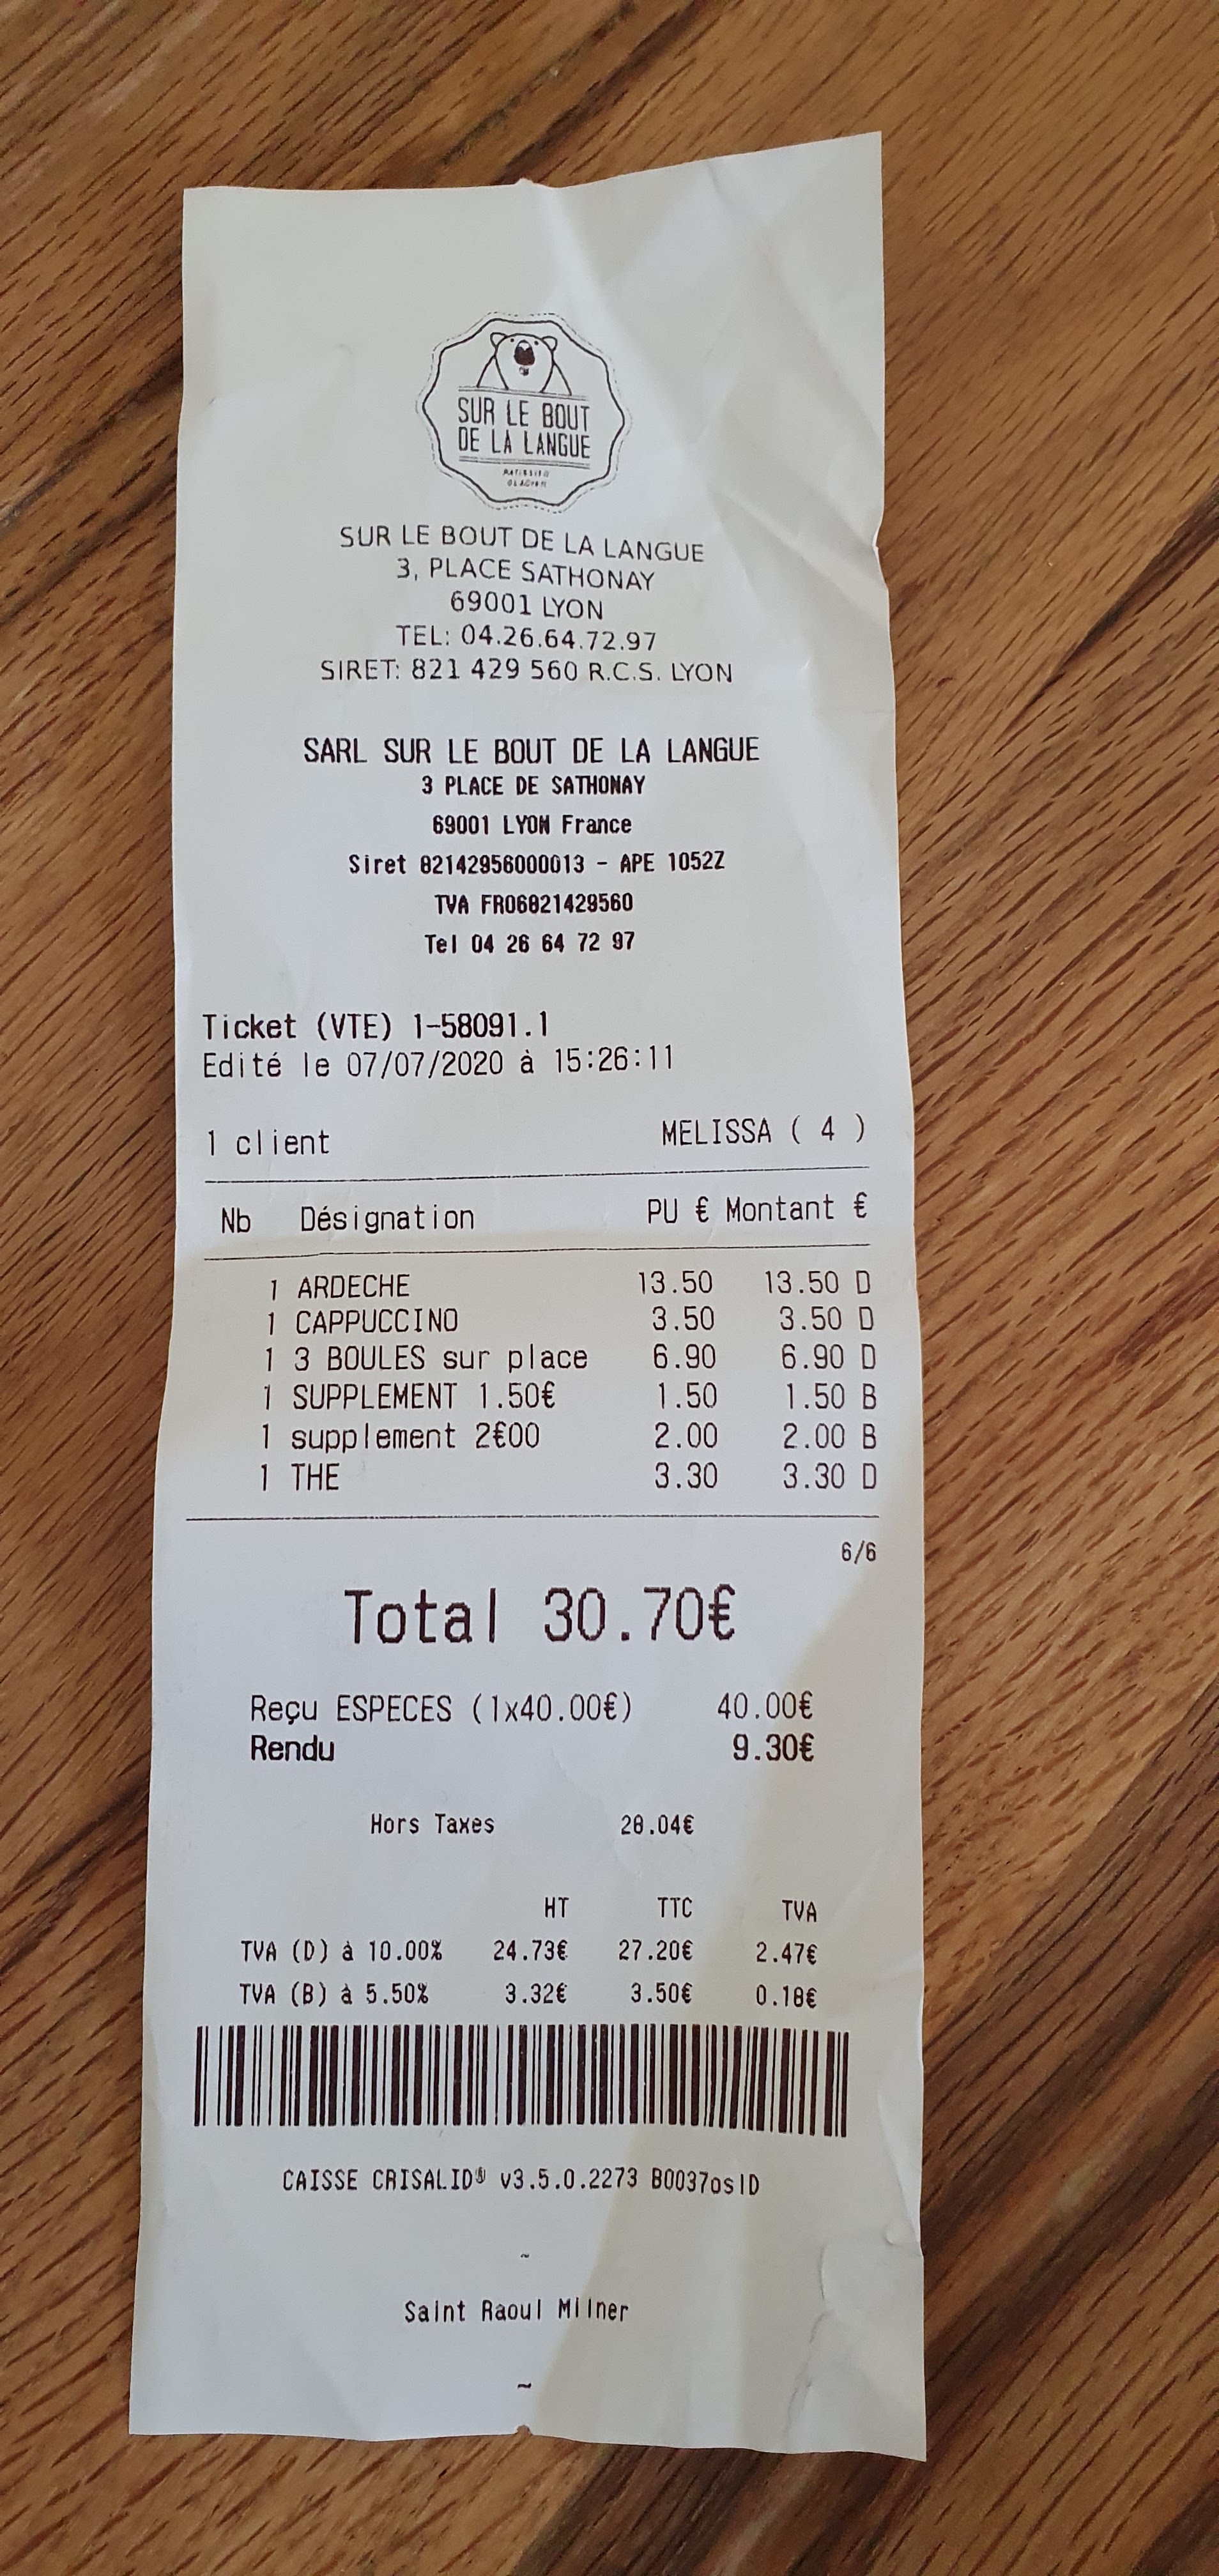 SUR LE BOUT
DE LA LANGUE
SUR LE BOUT DE LA LANGUE
3, PLACE SATHONAY
69001 LYON
TEL: 04.26.64.72.97
SIRET: 821 429 560 R.C.S. LYON
SARL SUR LE BOUT DE LA LANGUE
3 PLACE DE SATHONAY
69001 LYON France
Siret 82142956000013 - APE 1052Z
TVA FR06821429560
Tel 04 26 64 72 97
Ticket (VTE) 1-58091.1
Edité le 07/07/2020 à 15:26:11
1 client MELISSA ( 4 )
Nb Désignation PU € Montant €
1 ARDECHE 13.50 13.50 D
1 CAPPUCCINO 3.50 3.50 D
1 3 BOULES sur place 6.90 6.90 D
1 SUPPLEMENT 1.50€ 1.50 1.50 B
1 supplement 2€00 2.00 2.00 B
1 THE 3.30 3.30 D
6/6
Total 30.70€
Reçu ESPECES (1x40.00€) 40.00€
Rendu 9.30€
Hors Taxes 28.04€
HT TTC TVA
TVA (D) à 10.00% 24.73€ 27.20€ 2.47€
TVA (B) à 5.50% 3.32€ 3.50€ 0.18€
CAISSE CRISALID® v3.5.0.2273 B0037oslD
~
Saint Raoul Milner
~